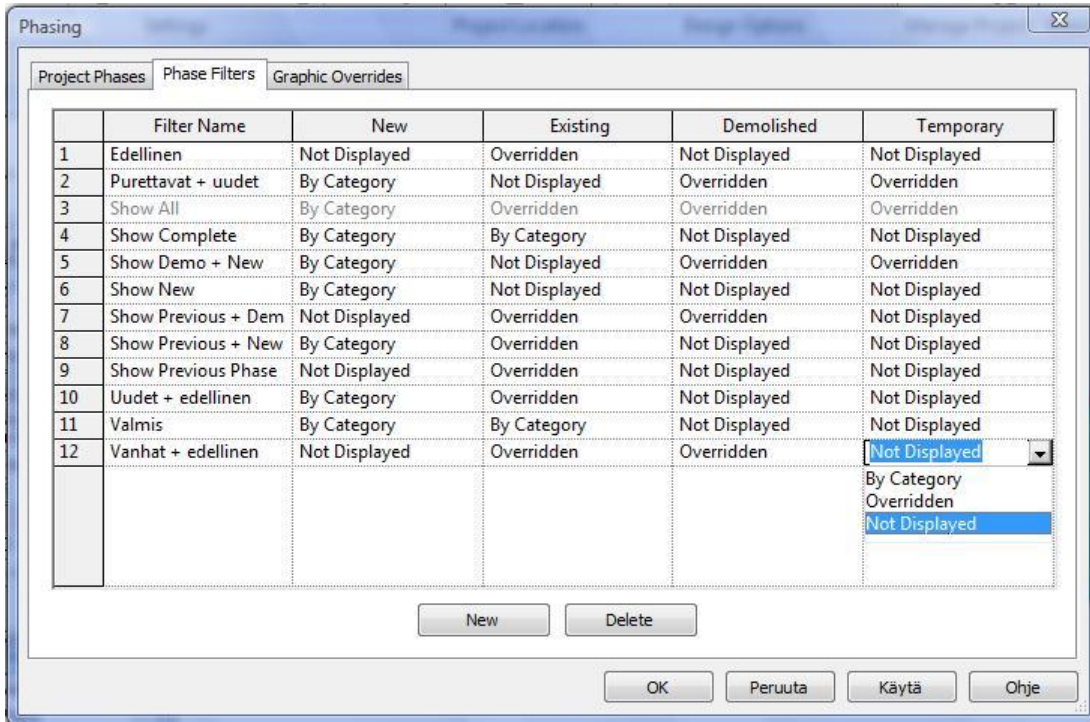 Phasing
Project Phases Phase Filters Graphic Overrides
Filter Name New Existing Demolished Temporary
1 Edellinen Not Displayed Overridden Not Displayed Not Displayed
2 Purettavat + uudet By Category Not Displayed Overridden Overridden
3 Show All By Category Overridden Overridden Overridden
4 Show Complete By Category By Category Not Displayed Not Displayed
5 Show Demo + New By Category Not Displayed Overridden Overridden
6 Show New By Category Not Displayed Not Displayed Not Displayed
7 Show Previous + Dem Not Displayed Overridden Overridden Not Displayed
8 Show Previous + New By Category Overridden Not Displayed Not Displayed
9 Show Previous Phase Not Displayed Overridden Not Displayed Not Displayed
10 Uudet + edellinen By Category Overridden Not Displayed Not Displayed
11 Valmis By Category By Category Not Displayed Not Displayed
12 Vanhat + edellinen Not Displayed Overridden Overridden Not Displayed
By Category
Overridden
Not Displayed
New Delete
OK Peruuta Käytä Ohje